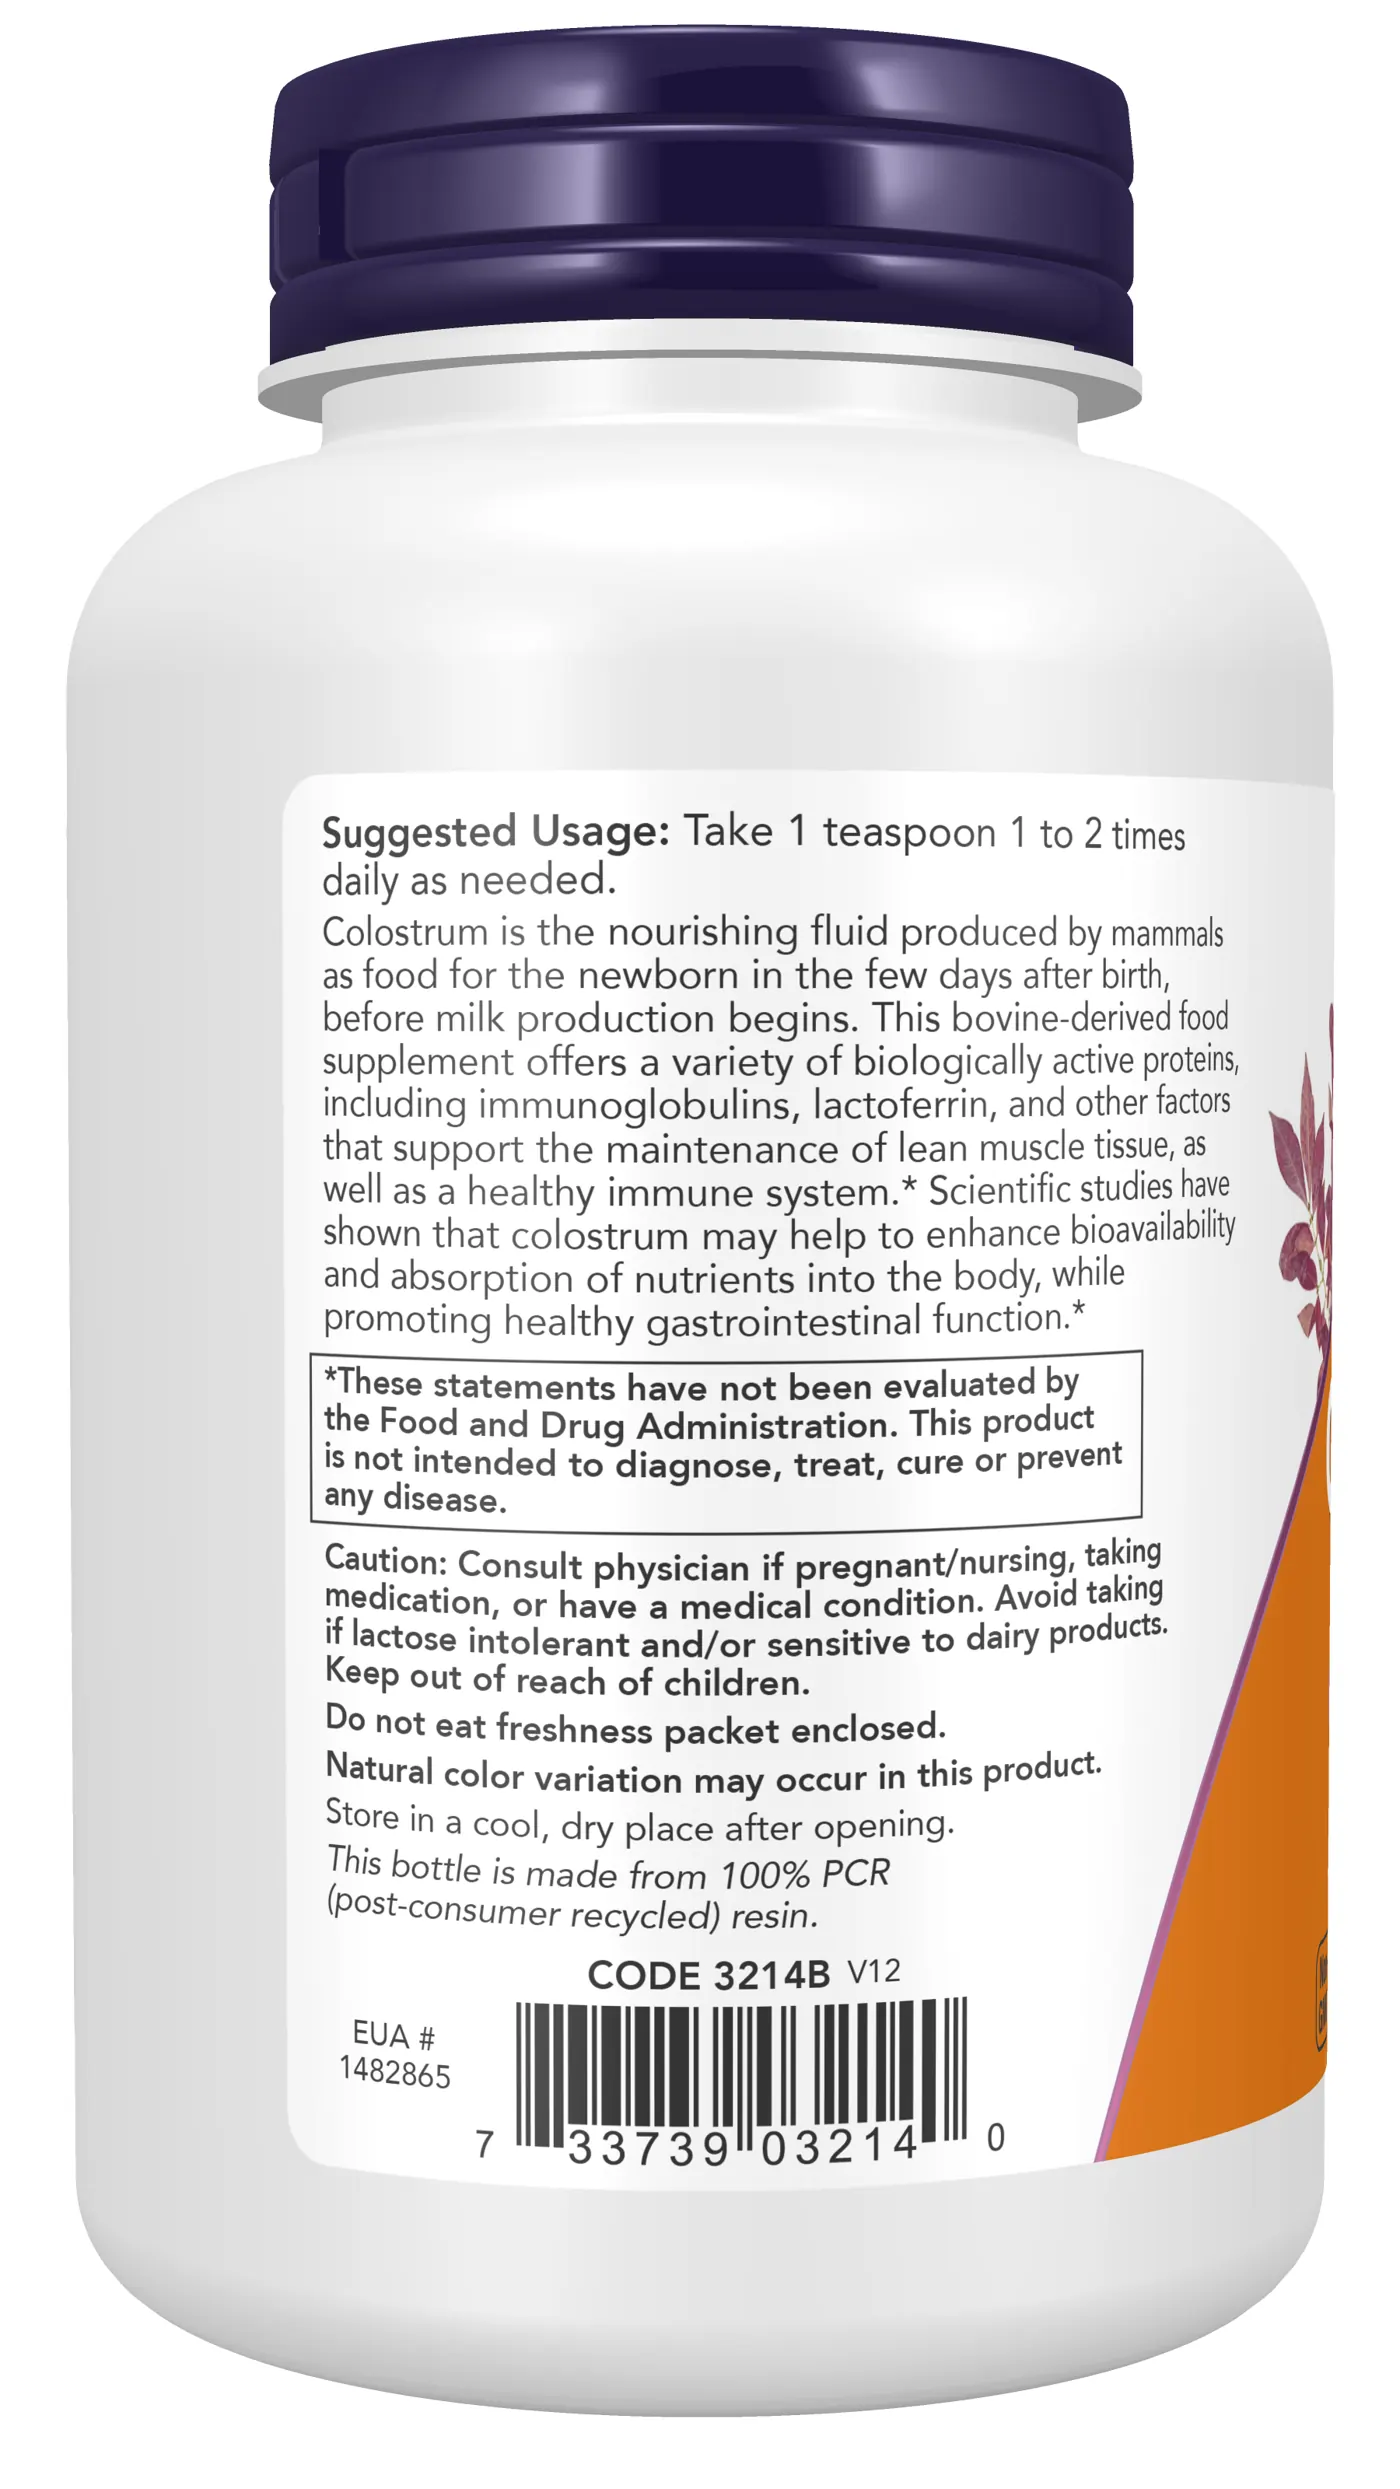 Suggested Usage: Take 1 teaspoon 1 to 2 times
daily as needed.
Colostrum is the nourishing fluid produced by mammals
as food for the newborn in the few days after birth,
before milk production begins. This bovine-derived food
supplement offers a variety of biologically active proteins,
including immunoglobulins, lactoferrin, and other factors
that support the maintenance of lean muscle tissue, as
well as a healthy immune system.* Scientific studies have
shown that colostrum may help to enhance bioavailability
and absorption of nutrients into the body, while
promoting healthy gastrointestinal function.*
*These statements have not been evaluated by
the Food and Drug Administration. This product
is not intended to diagnose, treat, cure or prevent
any disease.
Caution: Consult physician if pregnant/nursing, taking
medication, or have a medical condition. Avoid taking
if lactose intolerant and/or sensitive to dairy products.
Keep out of reach of children.
Do not eat freshness packet enclosed.
Natural color variation may occur in this product.
Store in a cool, dry place after opening.
This bottle is made from 100% PCR
(post-consumer recycled) resin.
CODE 3214B V12
EUA #
1482865
7 33739 03214 0